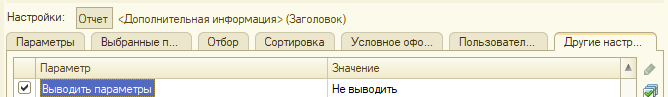 Настройки: Отчет <Дополнительная информация> (Заголовок)
Параметры Выбранные п... Отбор Сортировка Условное офо... Пользовател... Другие настр...
Параметр Значение
Выводить параметры Не выводить